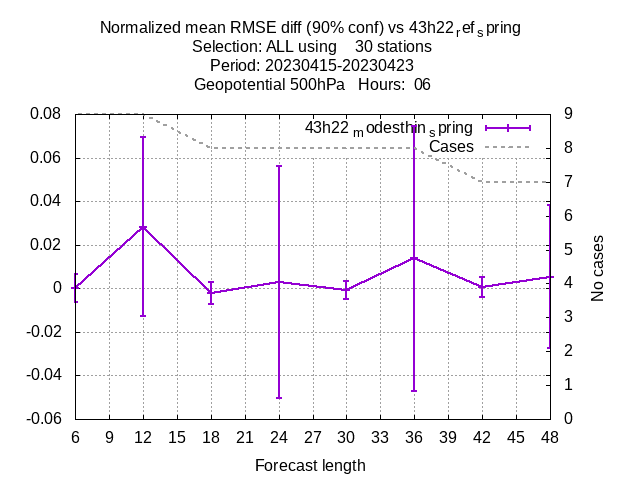 Normalized mean RMSE diff (90% conf) vs 43h22refspring
Selection: ALL using    30 stations
Period: 20230415-20230423
Geopotential 500hPa   Hours:  06
43h22modesthinspring
Cases
0.08
0.06
0.04
0.02
0
-0.02
-0.04
-0.06
9
8
7
6
5
4
3
2
1
0
No cases
6 9 12 15 18 21 24 27 30 33 36 39 42 45 48
Forecast length